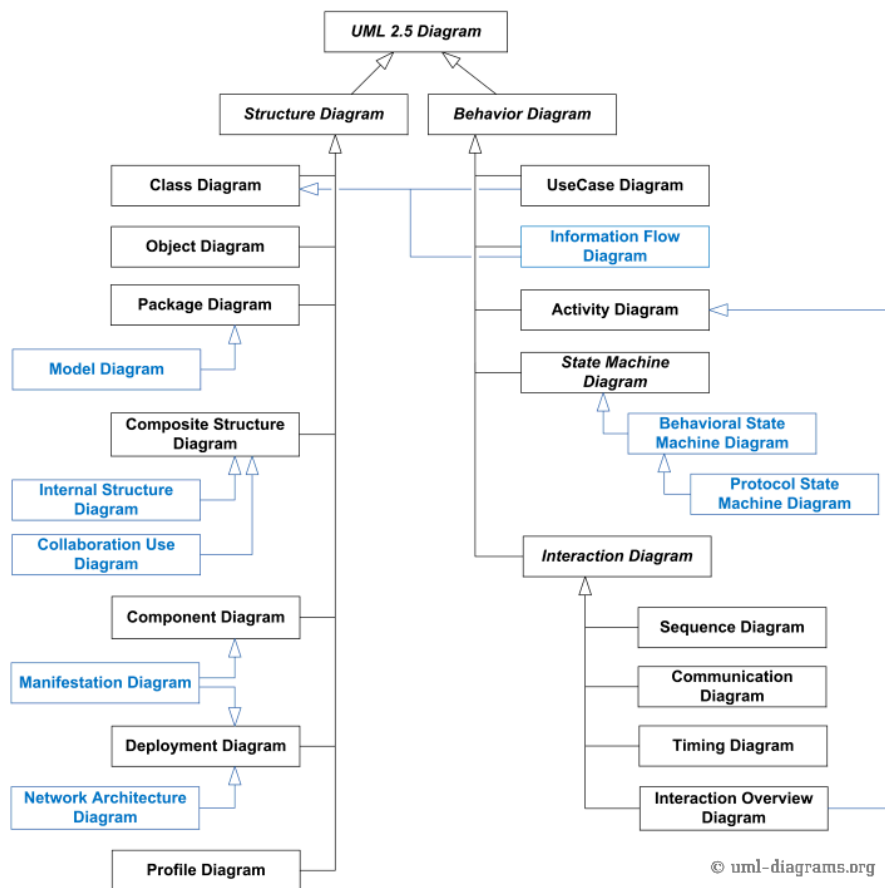 UML 2.5 Diagram
Structure Diagram
Behavior Diagram
Class Diagram
UseCase Diagram
Object Diagram
Information Flow
Diagram
Package Diagram
Activity Diagram
Model Diagram
State Machine
Diagram
Composite Structure
Diagram
Behavioral State
Machine Diagram
Internal Structure
Diagram
Protocol State
Machine Diagram
Collaboration Use
Diagram
Interaction Diagram
Component Diagram
Sequence Diagram
Manifestation Diagram
Communication
Diagram
Deployment Diagram
Timing Diagram
Network Architecture
Diagram
Interaction Overview
Diagram
Profile Diagram
© uml-diagrams.org